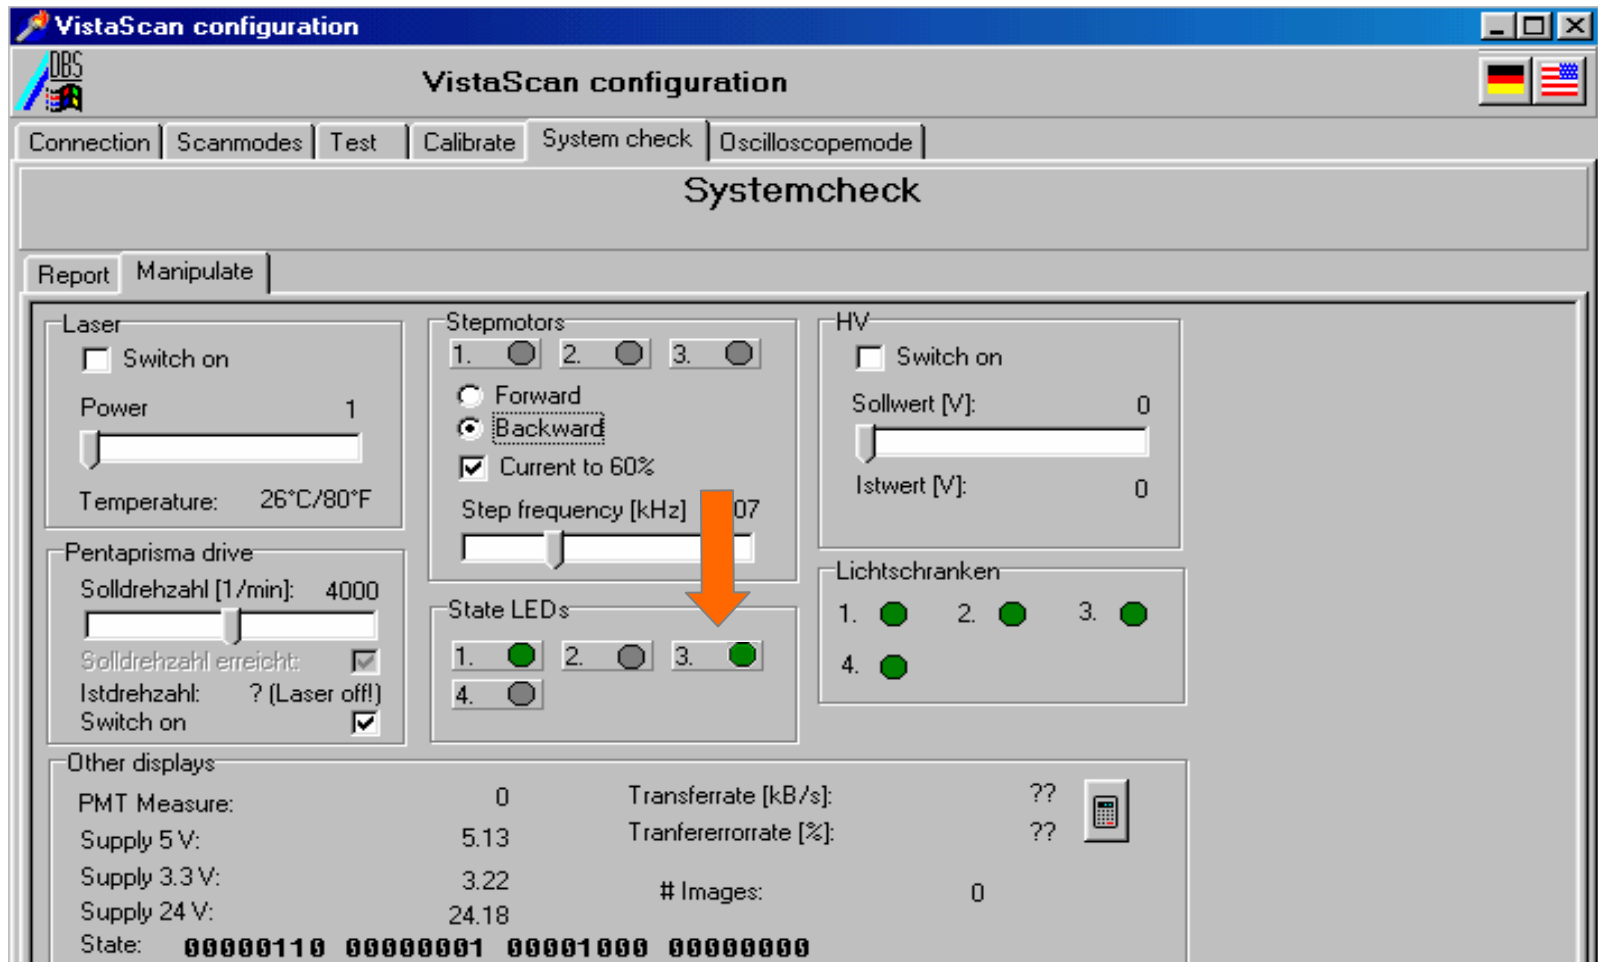 VistaScan configuration
DBS
VistaScan configuration
Connection Scanmodes Test Calibrate System check Oscilloscopemode
Systemcheck
Report Manipulate
Laser
Switch on
Power 1
Temperature: 26°C/80°F
Stepmotors
1. 2. 3.
Forward
Backward
Current to 60%
Step frequency [kHz] 07
HV
Switch on
Sollwert [V]: 0
Istwert [V]: 0
Pentaprisma drive
Solldrehzahl [1/min]: 4000
Solldrehzahl erreicht:
Istdrehzahl: ? (Laser off!)
Switch on
State LEDs
1. 2. 3.
4.
Lichtschranken
1. 2. 3.
4.
Other displays
PMT Measure: 0
Supply 5 V: 5.13
Supply 3.3 V: 3.22
Supply 24 V: 24.18
Transferrate [kB/s]: ??
Tranfererrorrate [%]: ??
# Images: 0
State: 00000110 00000001 00001000 00000000